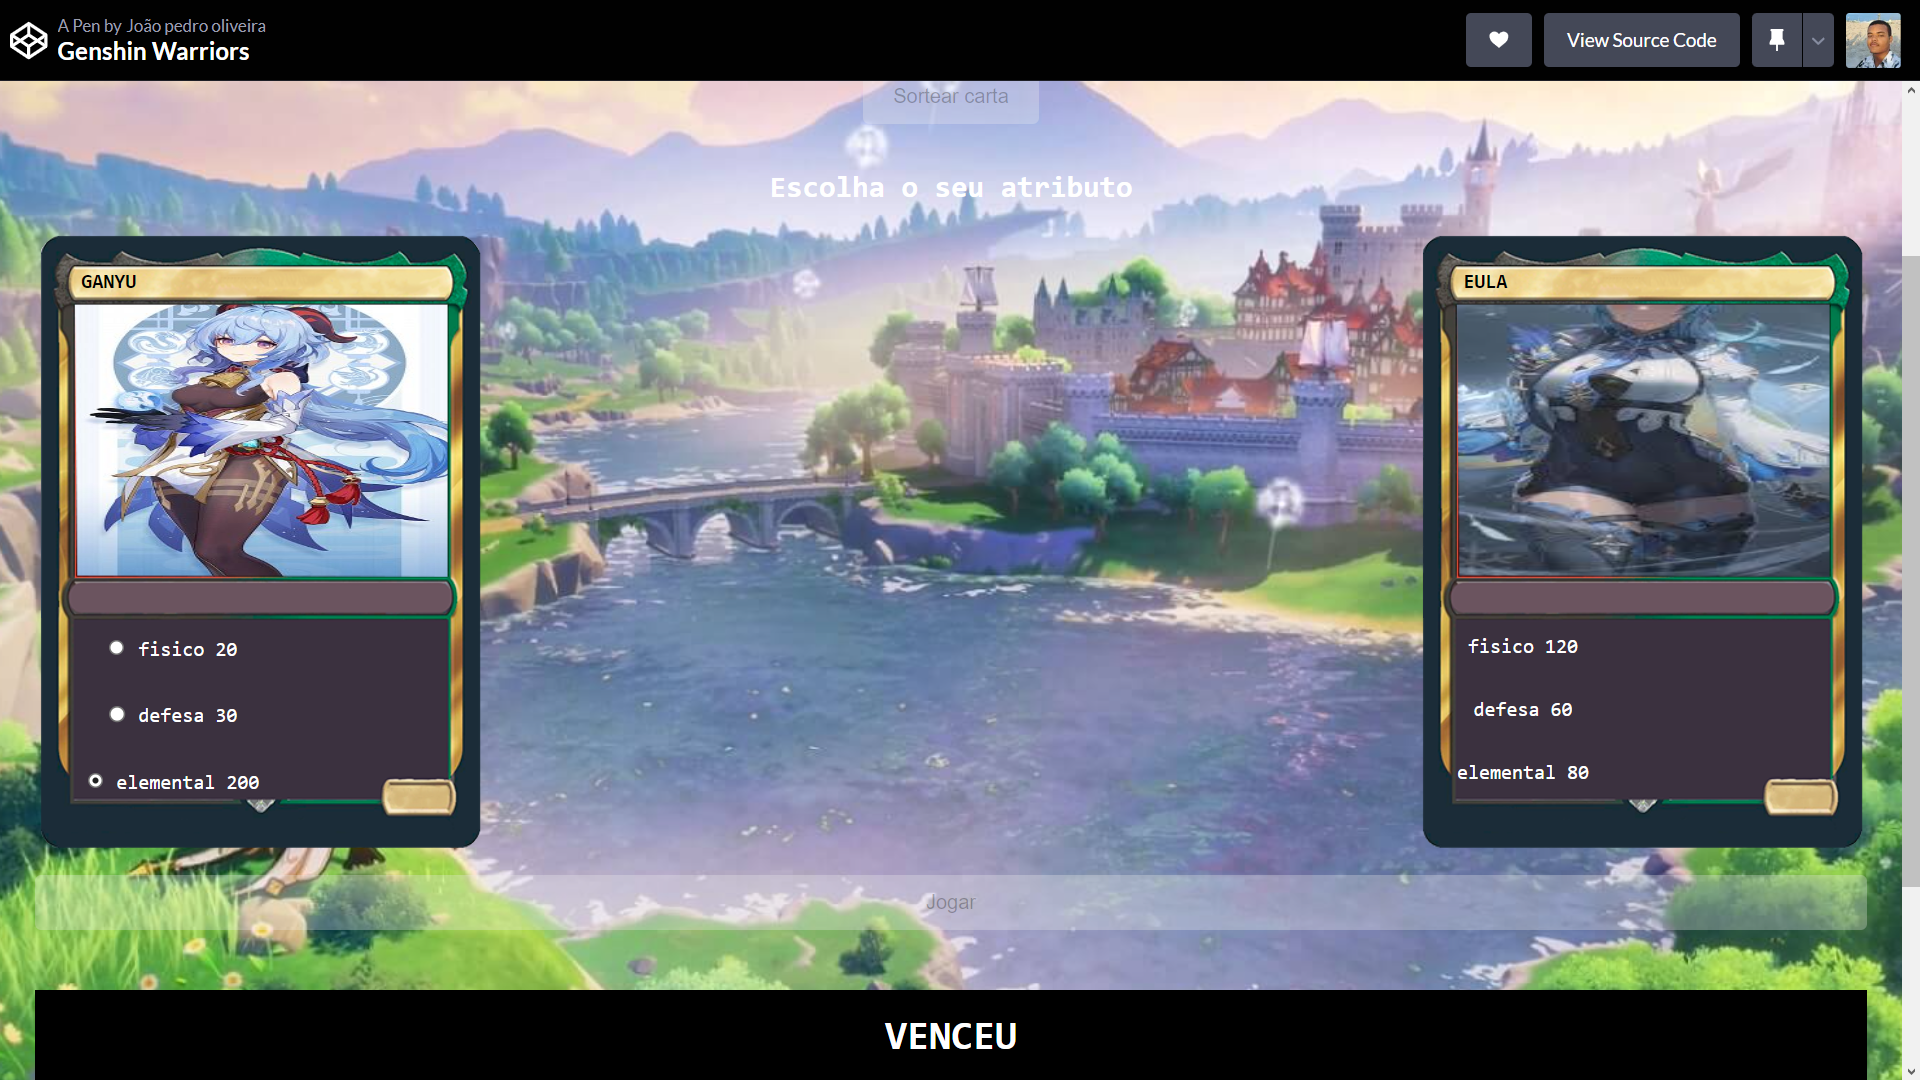 A Pen by João pedro oliveira
Genshin Warriors
View Source Code
Sortear carta
Escolha o seu atributo
GANYU
fisico 20
defesa 30
elemental 200
EULA
fisico 120
defesa 60
elemental 80
Jogar
VENCEU